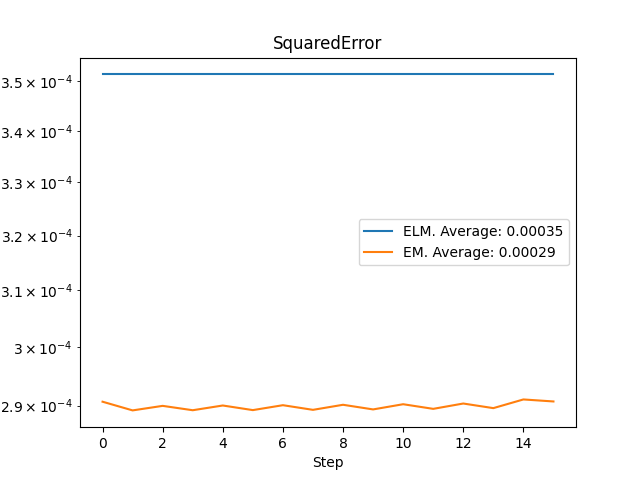 SquaredError
3.5 × 10⁻⁴
3.4 × 10⁻⁴
3.3 × 10⁻⁴
3.2 × 10⁻⁴
3.1 × 10⁻⁴
3 × 10⁻⁴
2.9 × 10⁻⁴
ELM. Average: 0.00035
EM. Average: 0.00029
0 2 4 6 8 10 12 14
Step